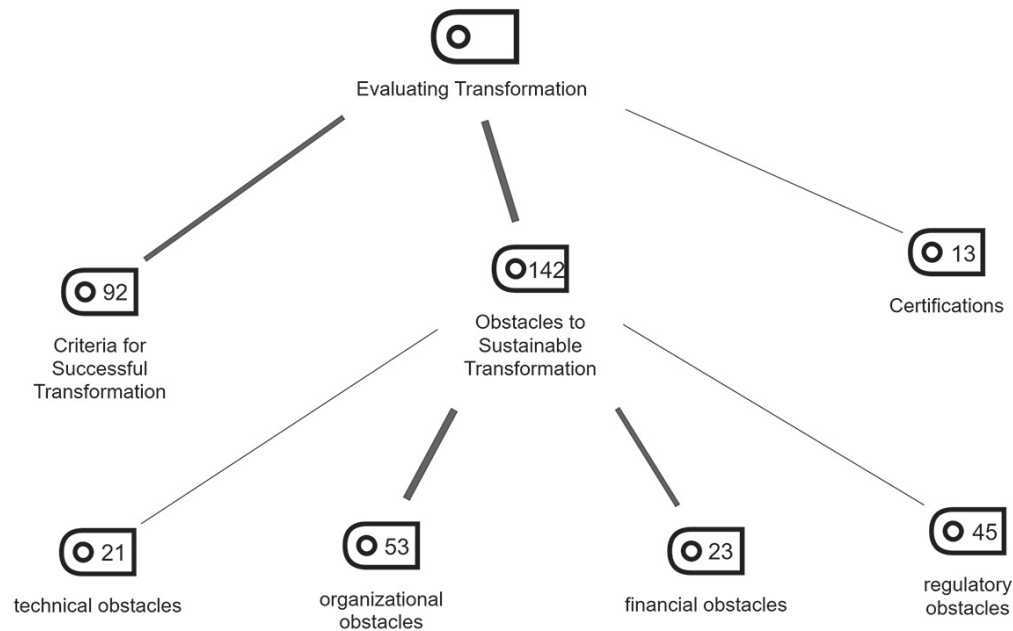 Evaluating Transformation
92
Criteria for
Successful
Transformation
142
Obstacles to
Sustainable
Transformation
13
Certifications
21
technical obstacles
53
organizational
obstacles
23
financial obstacles
45
regulatory
obstacles